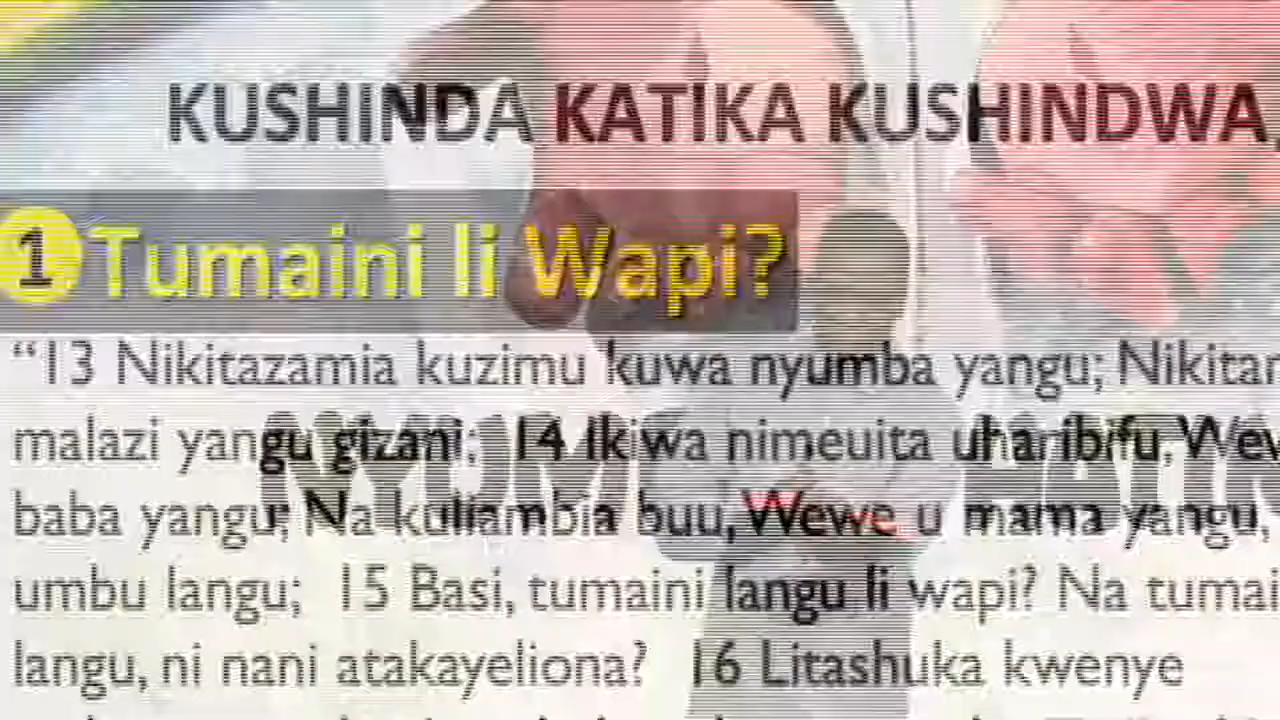 KUSHINDA KATIKA KUSHINDWA,
1 Tumaini li Wapi?
“13 Nikitazamia kuzimu kuwa nyumba yangu;
malazi yangu gizani; 14 Ikiwa nimeuita uharibifu, Wew
baba yangu; Na kuliambia buu, Wewe u mama yangu,
umbu langu; 15 Basi, tumaini langu li wapi? Na tumai
langu, ni nani atakayeliona? 16 Litashuka kwenye